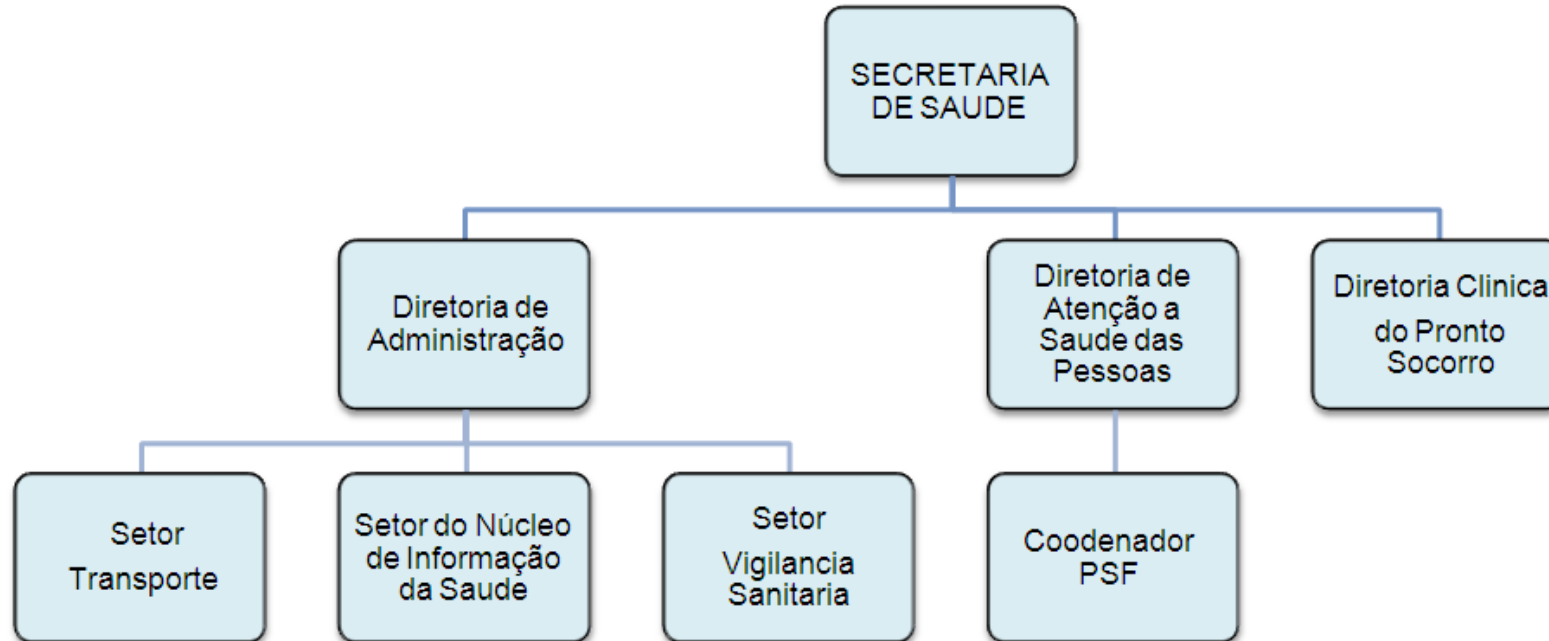 SECRETARIA
DE SAUDE
Diretoria de
Administração
Diretoria de
Atenção a
Saude das
Pessoas
Diretoria Clinica
do Pronto
Socorro
Setor
Transporte
Setor do Núcleo
de Informação
da Saude
Setor
Vigilancia
Sanitaria
Coodenador
PSF